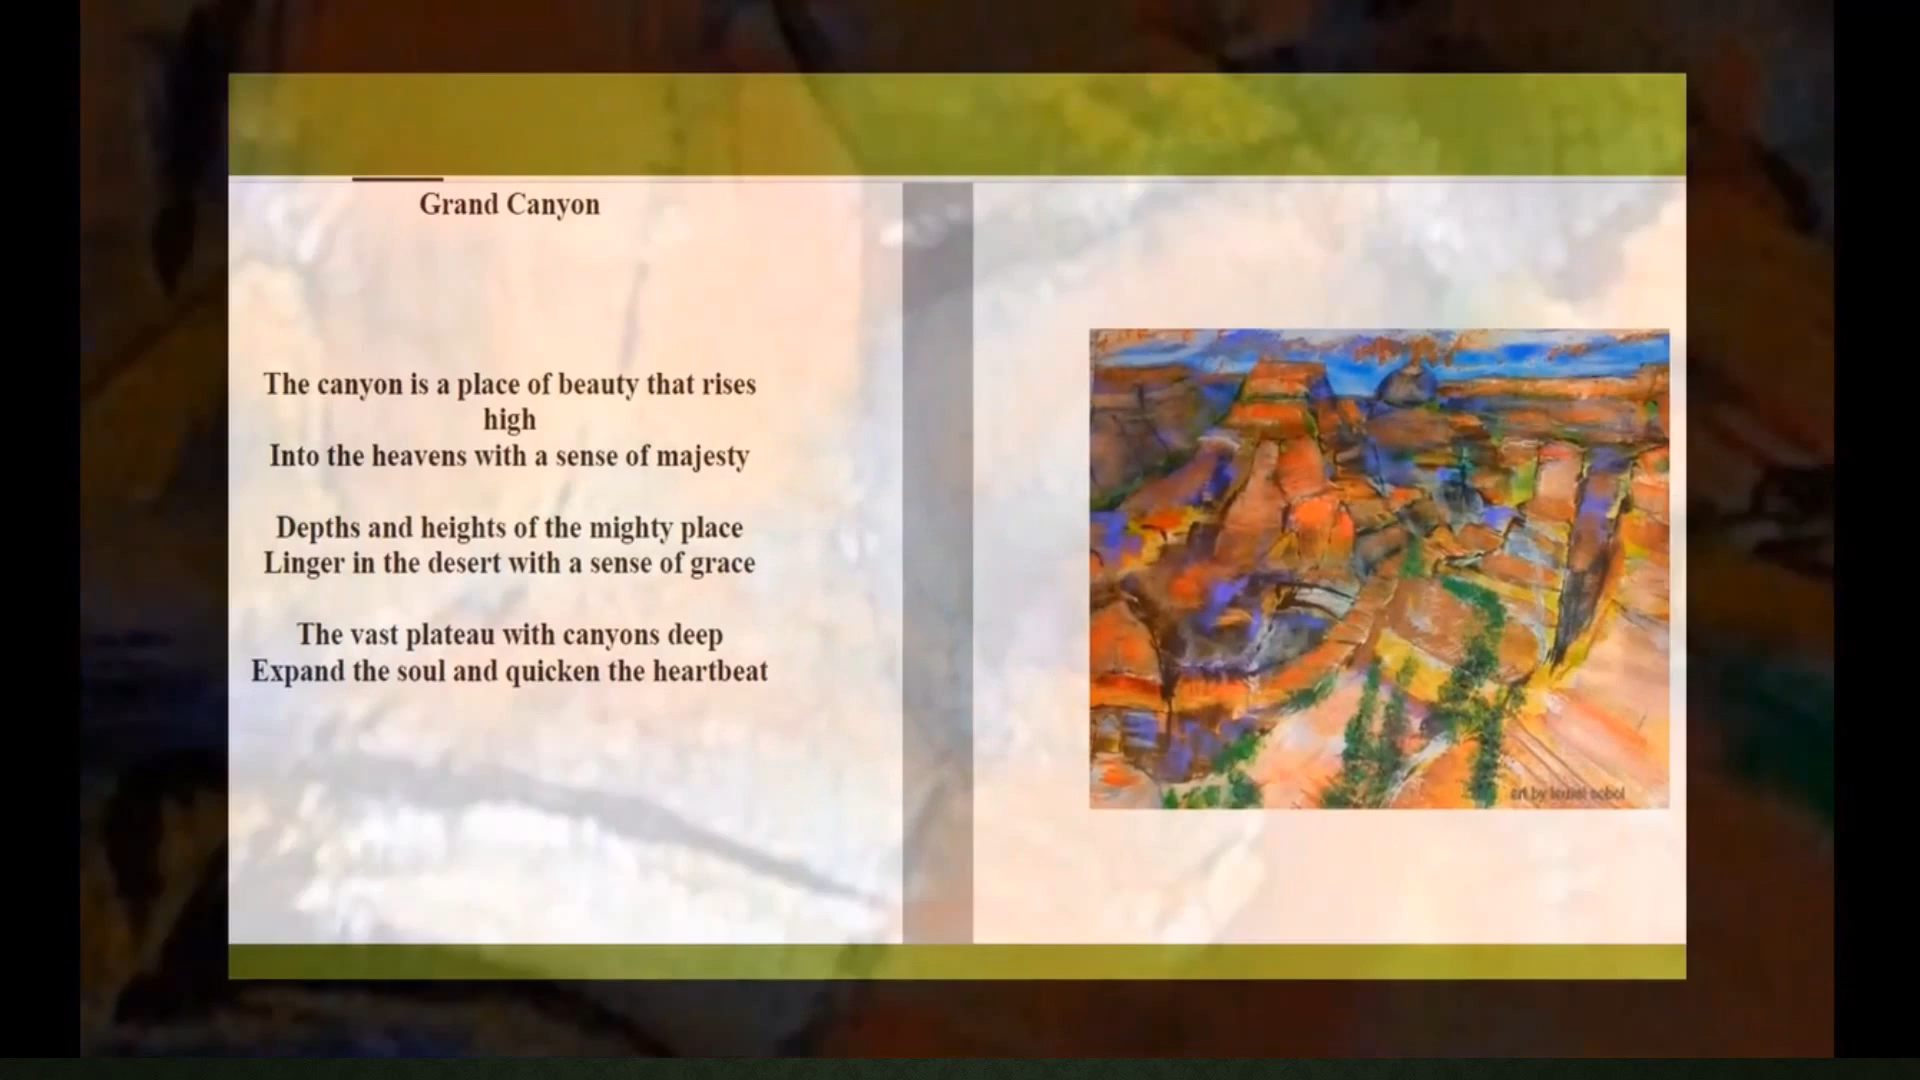 Grand Canyon
The canyon is a place of beauty that rises
high
Into the heavens with a sense of majesty
Depths and heights of the mighty place
Linger in the desert with a sense of grace
The vast plateau with canyons deep
Expand the soul and quicken the heartbeat
art by sobol